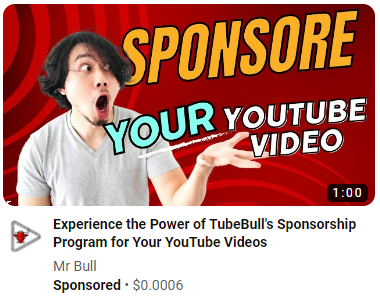 SPONSORE
YOUR YOUTUBE
VIDEO
1:00
Experience the Power of TubeBull's Sponsorship
Program for Your YouTube Videos
Mr Bull
Sponsored • $0.0006